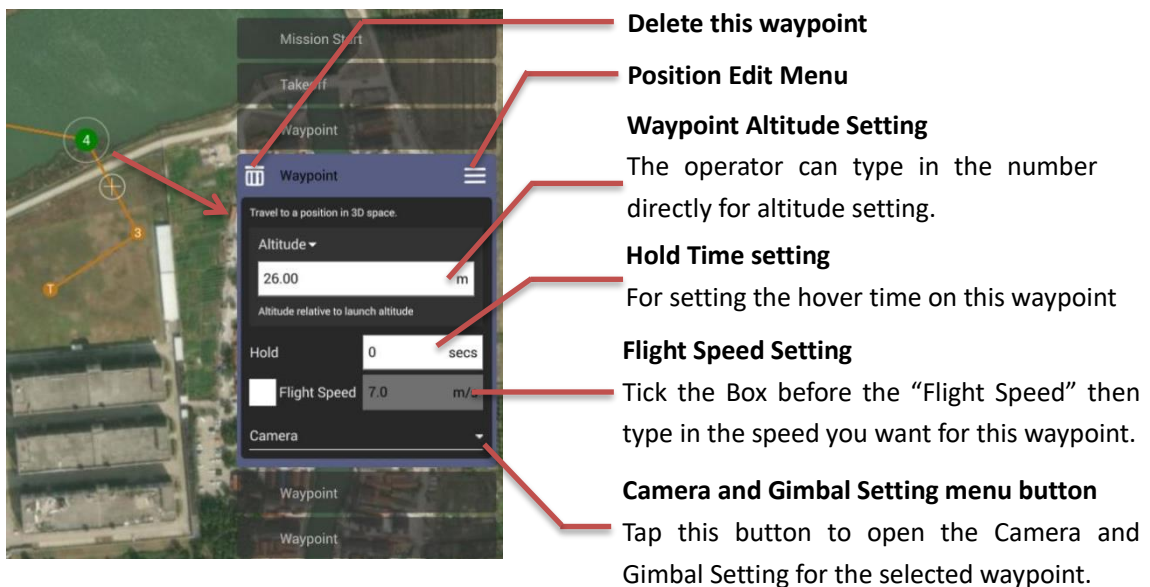 Mission Start
Takeoff
Waypoint
4
3
T
Waypoint
Travel to a position in 3D space.
Altitude
26.00 m
Altitude relative to launch altitude
Hold 0 secs
Flight Speed 7.0 m/s
Camera
Waypoint
Waypoint
Delete this waypoint
Position Edit Menu
Waypoint Altitude Setting
The operator can type in the number
directly for altitude setting.
Hold Time setting
For setting the hover time on this waypoint
Flight Speed Setting
Tick the Box before the “Flight Speed” then
type in the speed you want for this waypoint.
Camera and Gimbal Setting menu button
Tap this button to open the Camera and
Gimbal Setting for the selected waypoint.